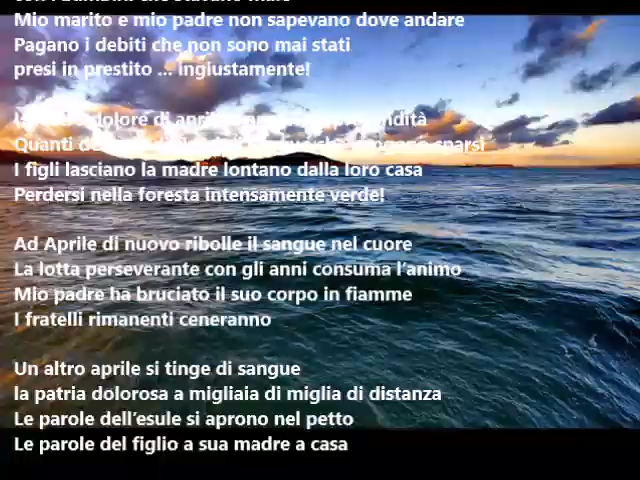 Mio marito e mio padre non sapevano dove andare
Pagano i debiti che non sono mai stati
presi in prestito ... ingiustamente!
dolore di
Quanti
I figli lasciano la madre lontano dalla loro casa
Perdersi nella foresta intensamente verde!
Ad Aprile di nuovo ribolle il sangue nel cuore
La lotta perseverante con gli anni consuma l'animo
Mio padre ha bruciato il suo corpo in fiamme
I fratelli rimanenti ceneranno
Un altro aprile si tinge di sangue
la patria dolorosa a migliaia di miglia di distanza
Le parole dell'esule si aprono nel petto
Le parole del figlio a sua madre a casa